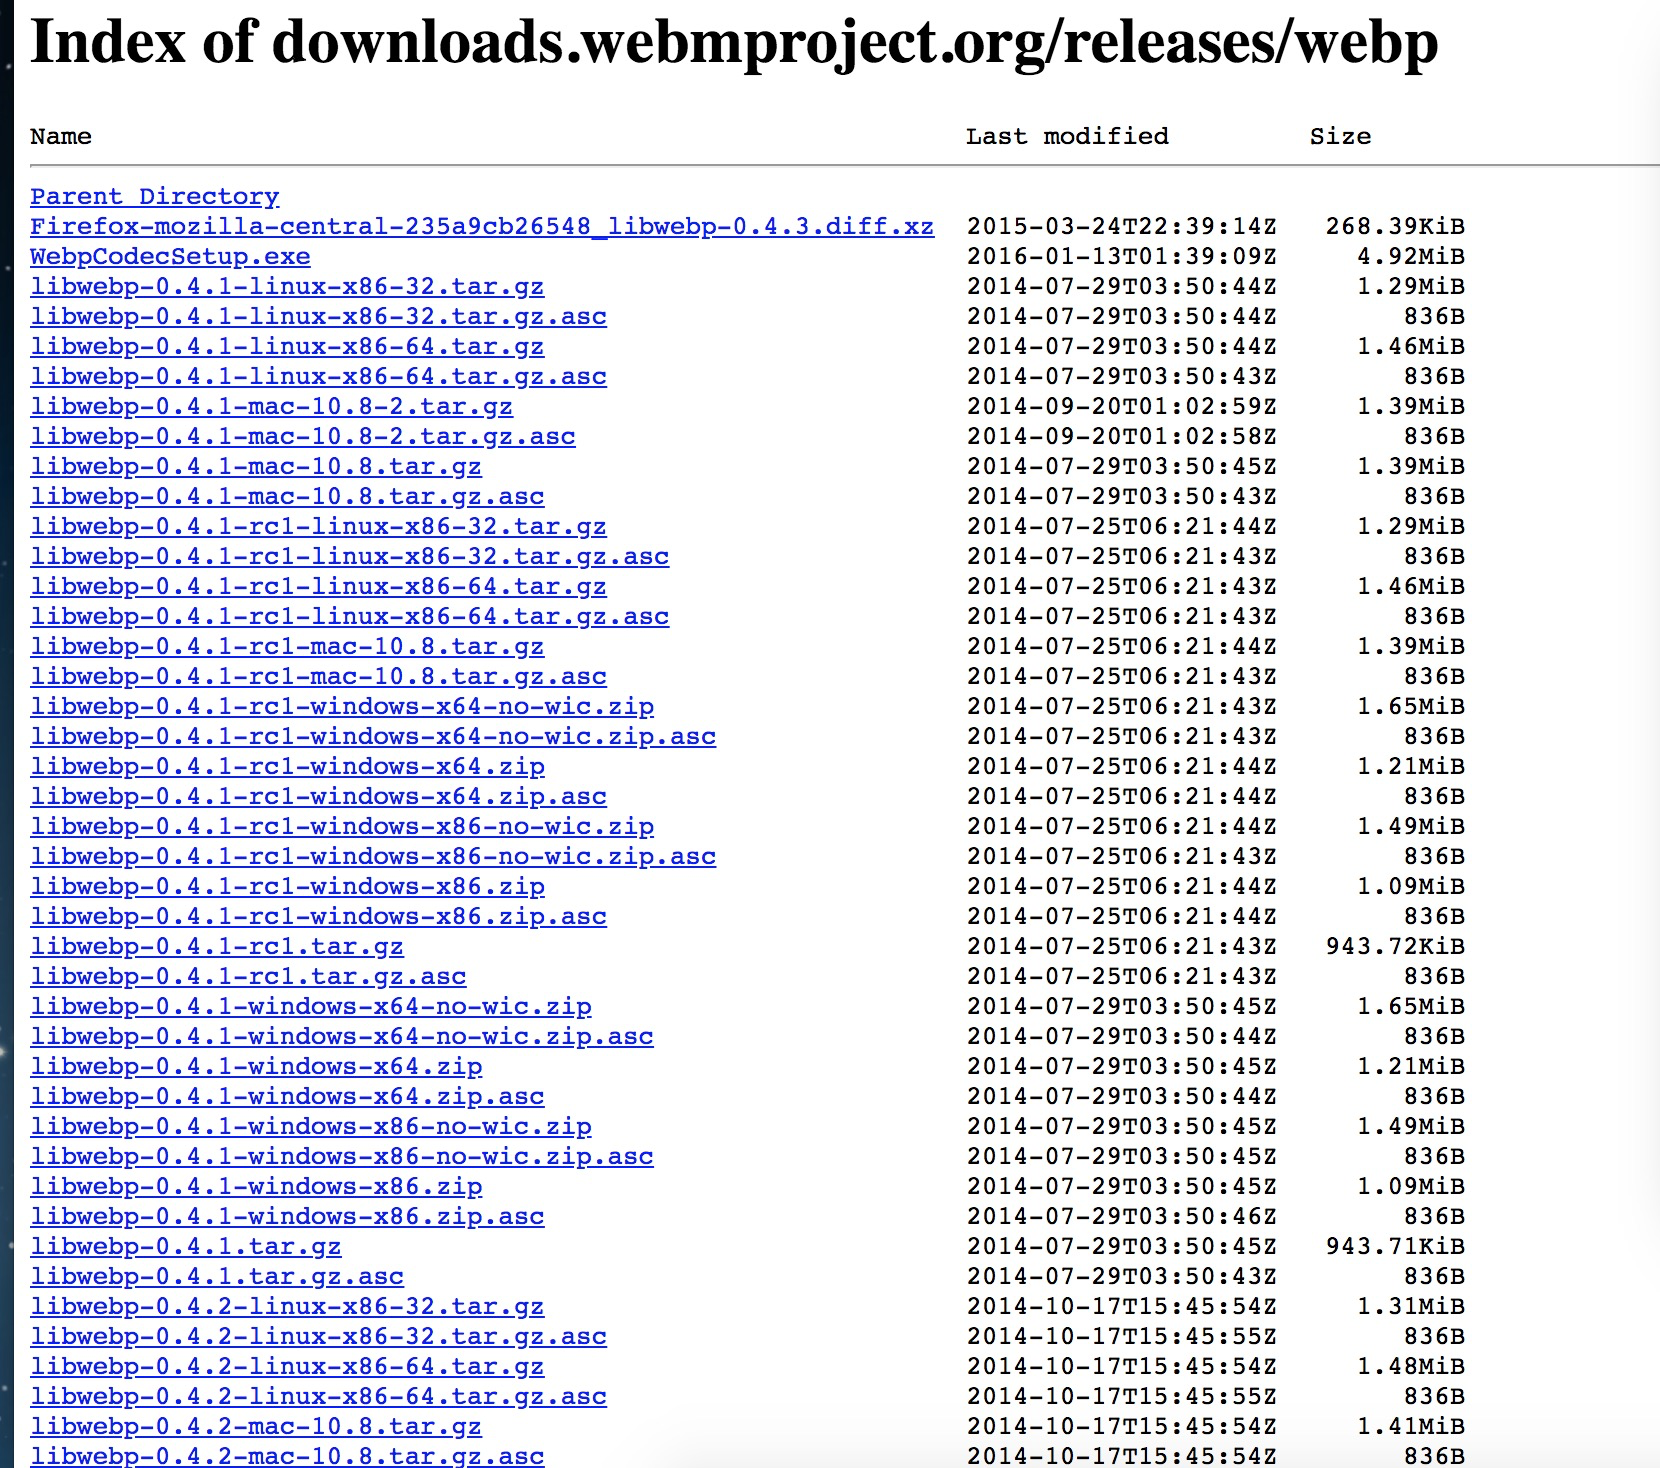 Index of downloads.webmproject.org/releases/webp
Name Last modified Size
Parent Directory
Firefox-mozilla-central-235a9cb26548_libwebp-0.4.3.diff.xz 2015-03-24T22:39:14Z 268.39KiB
WebpCodecSetup.exe 2016-01-13T01:39:09Z 4.92MiB
libwebp-0.4.1-linux-x86-32.tar.gz 2014-07-29T03:50:44Z 1.29MiB
libwebp-0.4.1-linux-x86-32.tar.gz.asc 2014-07-29T03:50:44Z 836B
libwebp-0.4.1-linux-x86-64.tar.gz 2014-07-29T03:50:44Z 1.46MiB
libwebp-0.4.1-linux-x86-64.tar.gz.asc 2014-07-29T03:50:43Z 836B
libwebp-0.4.1-mac-10.8-2.tar.gz 2014-09-20T01:02:59Z 1.39MiB
libwebp-0.4.1-mac-10.8-2.tar.gz.asc 2014-09-20T01:02:58Z 836B
libwebp-0.4.1-mac-10.8.tar.gz 2014-07-29T03:50:45Z 1.39MiB
libwebp-0.4.1-mac-10.8.tar.gz.asc 2014-07-29T03:50:43Z 836B
libwebp-0.4.1-rc1-linux-x86-32.tar.gz 2014-07-25T06:21:44Z 1.29MiB
libwebp-0.4.1-rc1-linux-x86-32.tar.gz.asc 2014-07-25T06:21:43Z 836B
libwebp-0.4.1-rc1-linux-x86-64.tar.gz 2014-07-25T06:21:43Z 1.46MiB
libwebp-0.4.1-rc1-linux-x86-64.tar.gz.asc 2014-07-25T06:21:43Z 836B
libwebp-0.4.1-rc1-mac-10.8.tar.gz 2014-07-25T06:21:44Z 1.39MiB
libwebp-0.4.1-rc1-mac-10.8.tar.gz.asc 2014-07-25T06:21:43Z 836B
libwebp-0.4.1-rc1-windows-x64-no-wic.zip 2014-07-25T06:21:43Z 1.65MiB
libwebp-0.4.1-rc1-windows-x64-no-wic.zip.asc 2014-07-25T06:21:43Z 836B
libwebp-0.4.1-rc1-windows-x64.zip 2014-07-25T06:21:44Z 1.21MiB
libwebp-0.4.1-rc1-windows-x64.zip.asc 2014-07-25T06:21:44Z 836B
libwebp-0.4.1-rc1-windows-x86-no-wic.zip 2014-07-25T06:21:44Z 1.49MiB
libwebp-0.4.1-rc1-windows-x86-no-wic.zip.asc 2014-07-25T06:21:43Z 836B
libwebp-0.4.1-rc1-windows-x86.zip 2014-07-25T06:21:44Z 1.09MiB
libwebp-0.4.1-rc1-windows-x86.zip.asc 2014-07-25T06:21:44Z 836B
libwebp-0.4.1-rc1.tar.gz 2014-07-25T06:21:43Z 943.72KiB
libwebp-0.4.1-rc1.tar.gz.asc 2014-07-25T06:21:43Z 836B
libwebp-0.4.1-windows-x64-no-wic.zip 2014-07-29T03:50:45Z 1.65MiB
libwebp-0.4.1-windows-x64-no-wic.zip.asc 2014-07-29T03:50:44Z 836B
libwebp-0.4.1-windows-x64.zip 2014-07-29T03:50:45Z 1.21MiB
libwebp-0.4.1-windows-x64.zip.asc 2014-07-29T03:50:44Z 836B
libwebp-0.4.1-windows-x86-no-wic.zip 2014-07-29T03:50:45Z 1.49MiB
libwebp-0.4.1-windows-x86-no-wic.zip.asc 2014-07-29T03:50:45Z 836B
libwebp-0.4.1-windows-x86.zip 2014-07-29T03:50:45Z 1.09MiB
libwebp-0.4.1-windows-x86.zip.asc 2014-07-29T03:50:46Z 836B
libwebp-0.4.1.tar.gz 2014-07-29T03:50:45Z 943.71KiB
libwebp-0.4.1.tar.gz.asc 2014-07-29T03:50:43Z 836B
libwebp-0.4.2-linux-x86-32.tar.gz 2014-10-17T15:45:54Z 1.31MiB
libwebp-0.4.2-linux-x86-32.tar.gz.asc 2014-10-17T15:45:55Z 836B
libwebp-0.4.2-linux-x86-64.tar.gz 2014-10-17T15:45:54Z 1.48MiB
libwebp-0.4.2-linux-x86-64.tar.gz.asc 2014-10-17T15:45:55Z 836B
libwebp-0.4.2-mac-10.8.tar.gz 2014-10-17T15:45:54Z 1.41MiB
libwebp-0.4.2-mac-10.8.tar.gz.asc 2014-10-17T15:45:54Z 836B